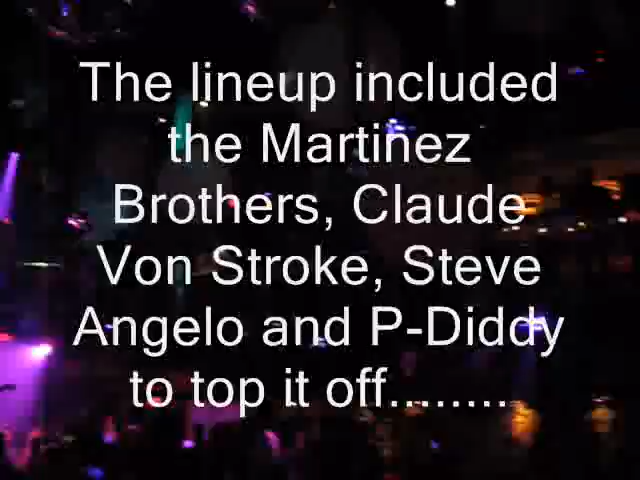 The lineup included
the Martinez
Brothers, Claude
Von Stroke, Steve
Angelo and P-Diddy
to top it off........